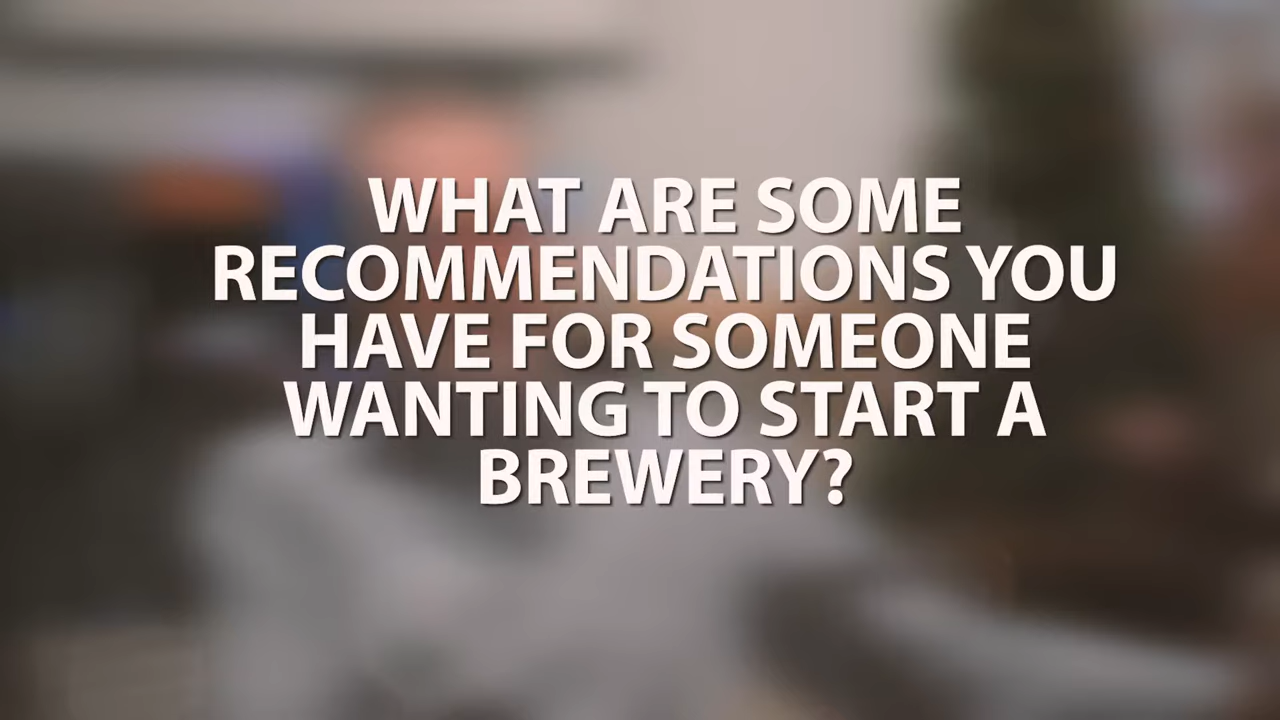 WHAT ARE SOME
RECOMMENDATIONS YOU
HAVE FOR SOMEONE
WANTING TO START A
BREWERY?